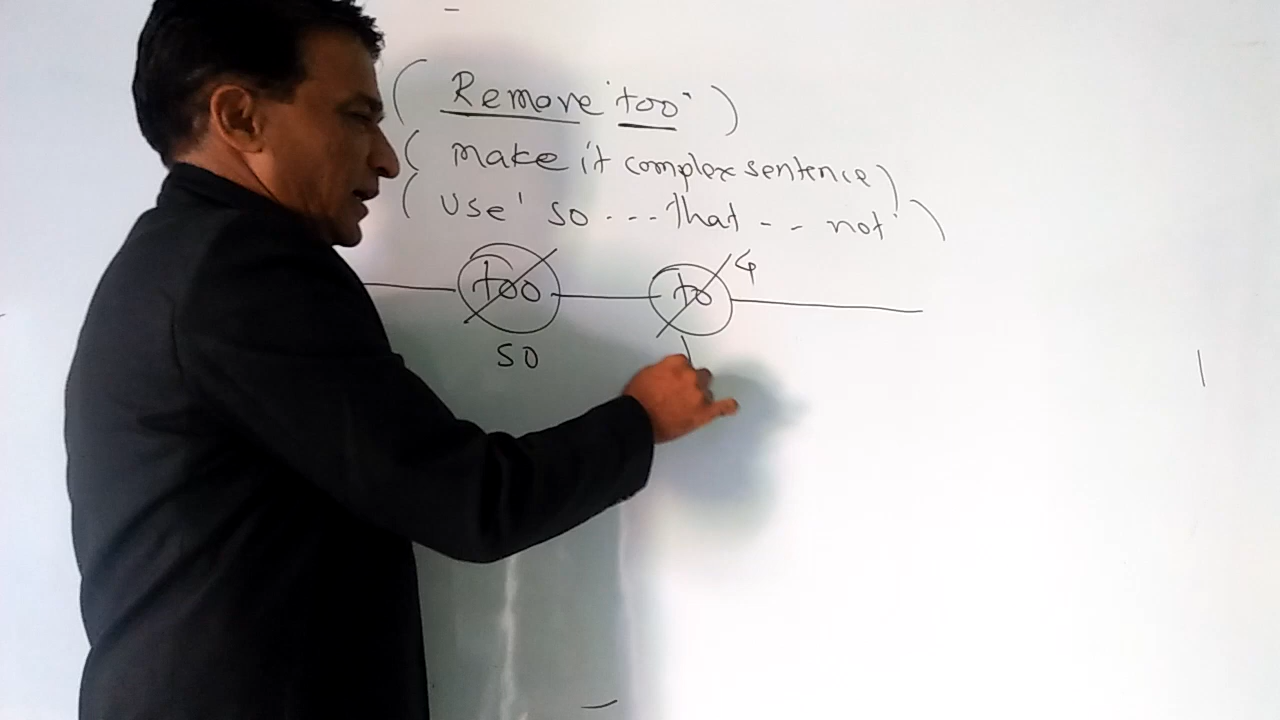 (Remove 'too")
(make it complex sentence)
(use 'so ... that -- not')
too to
so